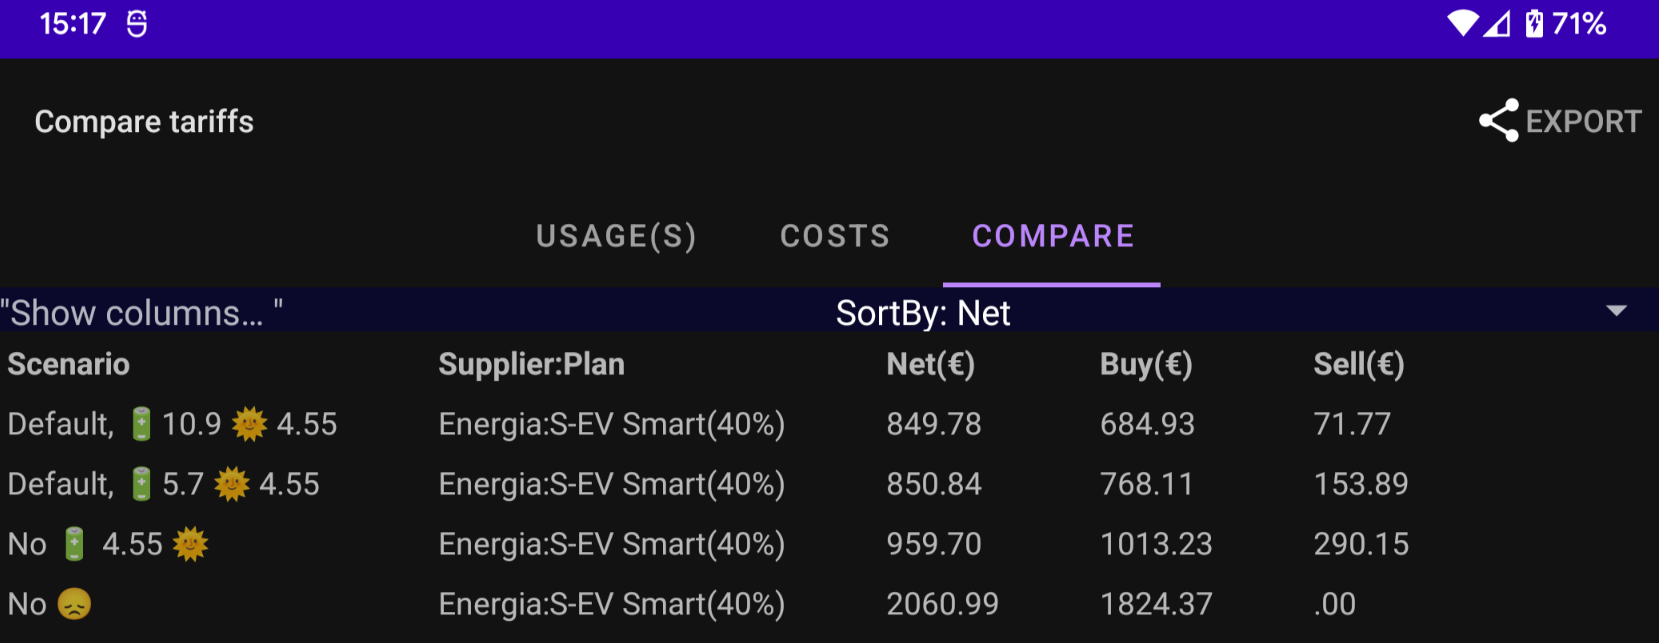 15:17 71%
Compare tariffs EXPORT
USAGE(S) COSTS COMPARE
"Show columns... " SortBy: Net
Scenario Supplier:Plan Net(€) Buy(€) Sell(€)
Default, 🔋 10.9 🌞 4.55 Energia:S-EV Smart(40%) 849.78 684.93 71.77
Default, 🔋 5.7 🌞 4.55 Energia:S-EV Smart(40%) 850.84 768.11 153.89
No 🔋 4.55 🌞 Energia:S-EV Smart(40%) 959.70 1013.23 290.15
No 😞 Energia:S-EV Smart(40%) 2060.99 1824.37 .00